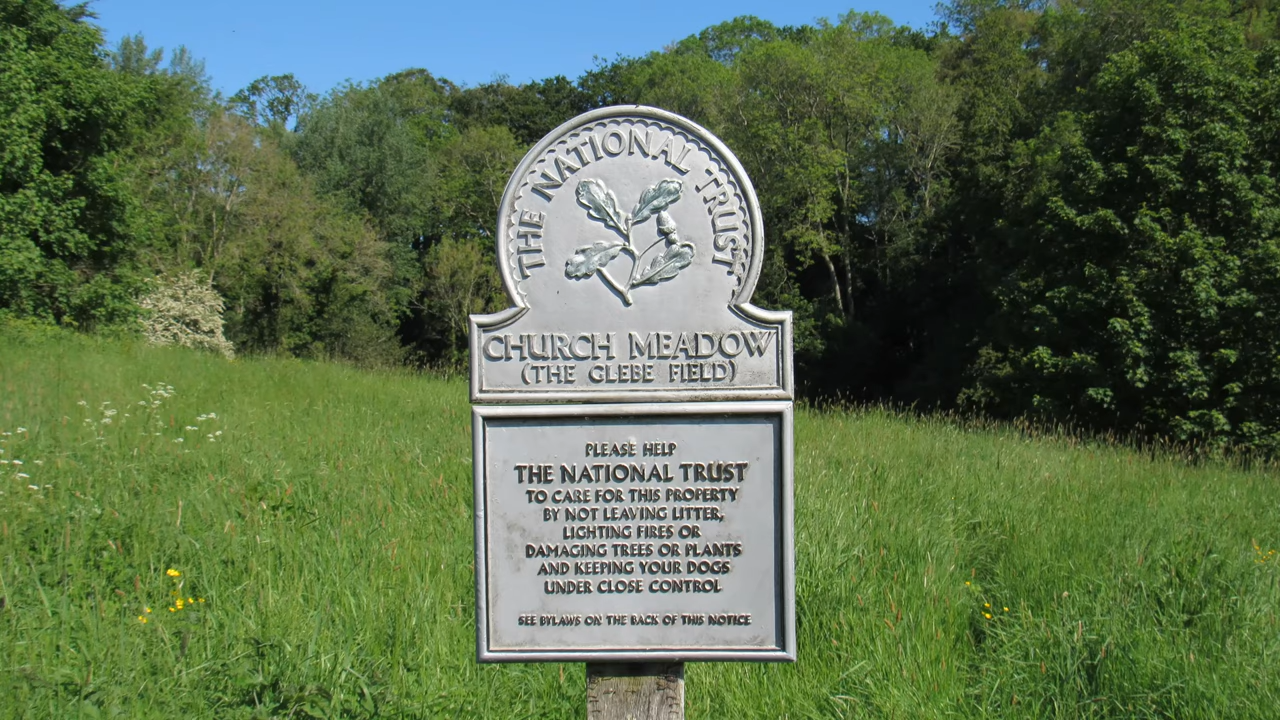 THE NATIONAL TRUST
CHURCH MEADOW
(THE GLEBE FIELD)
PLEASE HELP
THE NATIONAL TRUST
TO CARE FOR THIS PROPERTY
BY NOT LEAVING LITTER,
LIGHTING FIRES OR
DAMAGING TREES OR PLANTS
AND KEEPING YOUR DOGS
UNDER CLOSE CONTROL
SEE BYLAWS ON THE BACK OF THIS NOTICE